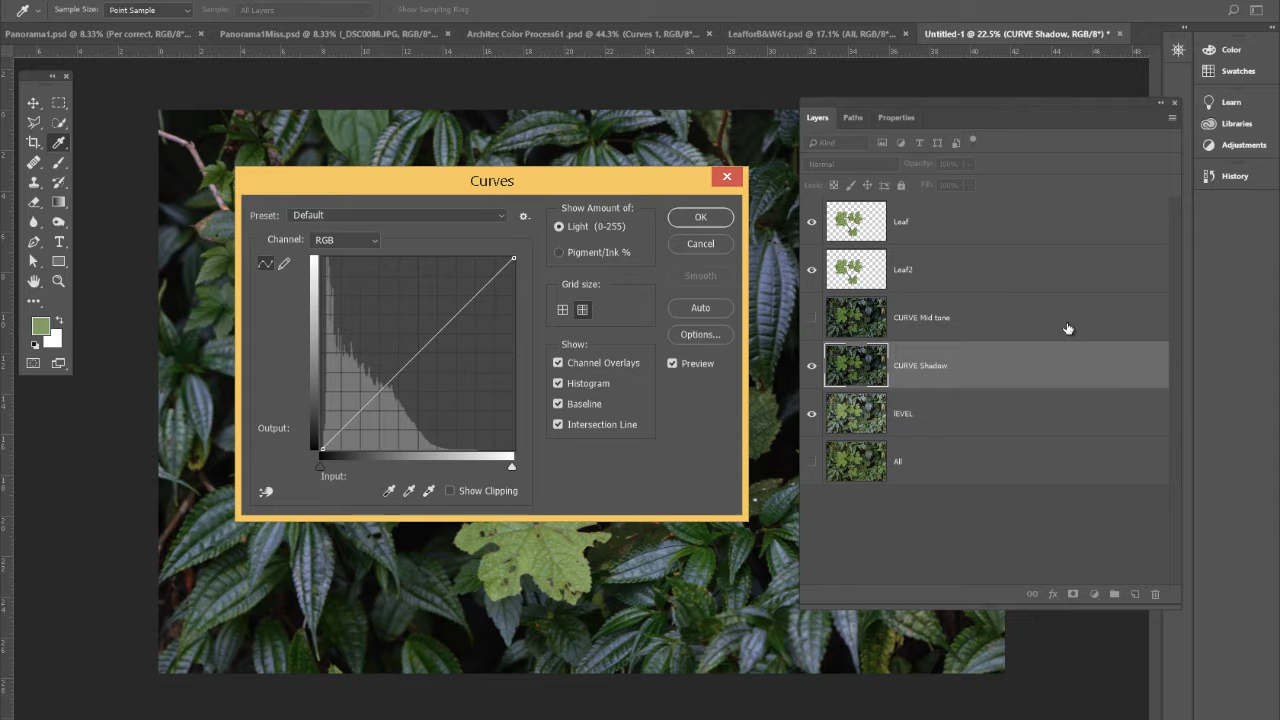 Sample Size: Point Sample Sample: All Layers Show Sampling Ring
Panorama1.psd @ 8.33% (Per correct, RGB/8*) × Panorama1Miss.psd @ 8.33% (_DSC0088.JPG, RGB/8*... × Architec Color Process61 .psd @ 44.3% (Curves 1, RGB/8*... × LeafforB&W61.psd @ 17.1% (All, RGB/8*... × Untitled-1 @ 22.5% (CURVE Shadow, RGB/8*) * ×
Curves
Preset: Default
Channel: RGB
Output:
Input:
Show Clipping
Show Amount of:
Light (0-255)
Pigment/Ink %
Grid size:
Show:
Channel Overlays
Histogram
Baseline
Intersection Line
OK
Cancel
Smooth
Auto
Options...
Preview
Layers Paths Properties
Kind
Normal Opacity: 100%
Lock: Fill: 100%
Leaf
Leaf2
CURVE Mid tone
CURVE Shadow
lEVEL
All
Color
Swatches
Learn
Libraries
Adjustments
History